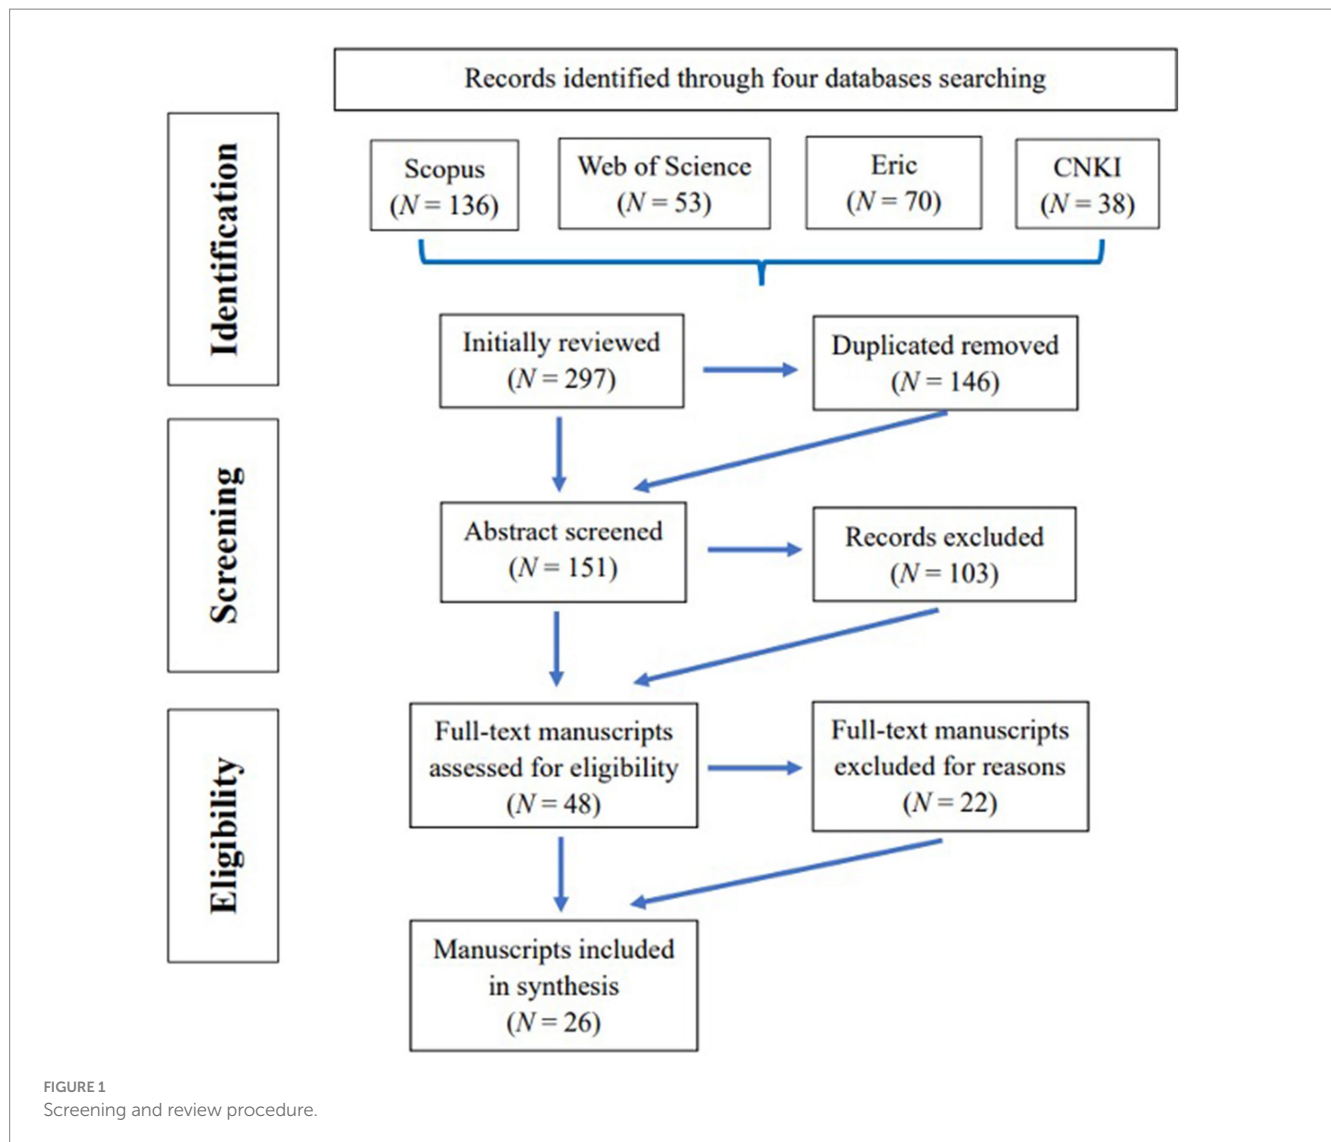 Records identified through four databases searching
Identification
Scopus
(N = 136)
Web of Science
(N = 53)
Eric
(N = 70)
CNKI
(N = 38)
Initially reviewed
(N = 297)
Duplicated removed
(N = 146)
Screening
Abstract screened
(N = 151)
Records excluded
(N = 103)
Eligibility
Full-text manuscripts
assessed for eligibility
(N = 48)
Full-text manuscripts
excluded for reasons
(N = 22)
Manuscripts included
in synthesis
(N = 26)
FIGURE 1
Screening and review procedure.